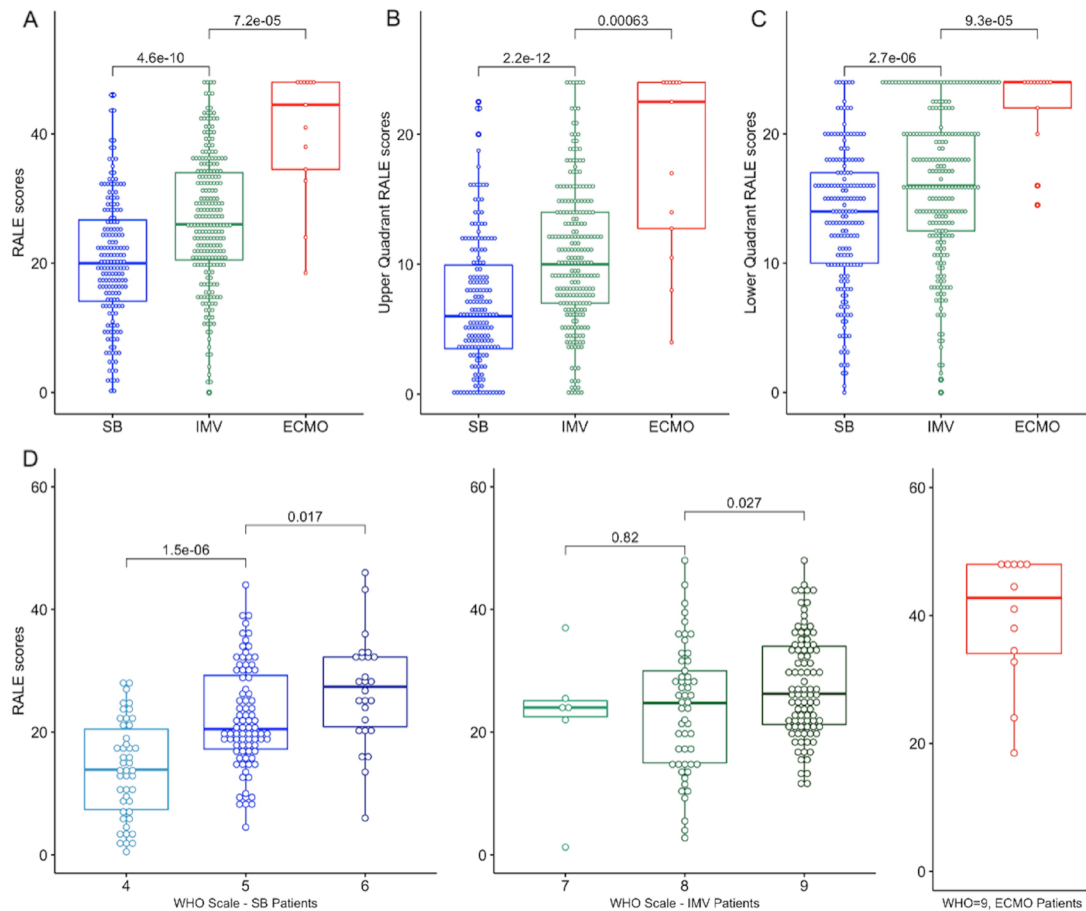 A
B
C
7.2e-05
0.00063
9.3e-05
4.6e-10
2.2e-12
2.7e-06
RALE scores
40
20
0
SB IMV ECMO
Upper Quadrant RALE scores
20
10
0
SB IMV ECMO
Lower Quadrant RALE scores
20
10
0
SB IMV ECMO
D
RALE scores
60
40
20
0
1.5e-06
0.017
4 5 6
WHO Scale - SB Patients
60
40
20
0
0.82
0.027
7 8 9
WHO Scale - IMV Patients
60
40
20
0
WHO=9, ECMO Patients